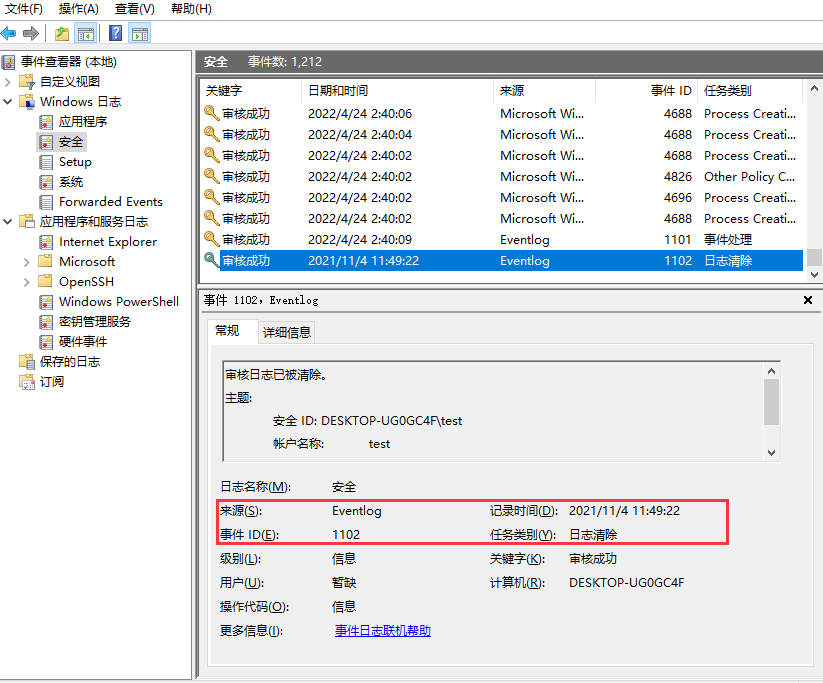 文件(F) 操作(A) 查看(V) 帮助(H)
事件查看器 (本地)
自定义视图
Windows 日志
应用程序
安全
Setup
系统
Forwarded Events
应用程序和服务日志
Internet Explorer
Microsoft
OpenSSH
Windows PowerShell
密钥管理服务
硬件事件
保存的日志
订阅
安全 事件数: 1,212
关键字 日期和时间 来源 事件 ID 任务类别
审核成功 2022/4/24 2:40:06 Microsoft Wi... 4688 Process Creati...
审核成功 2022/4/24 2:40:04 Microsoft Wi... 4688 Process Creati...
审核成功 2022/4/24 2:40:02 Microsoft Wi... 4688 Process Creati...
审核成功 2022/4/24 2:40:02 Microsoft Wi... 4826 Other Policy C...
审核成功 2022/4/24 2:40:02 Microsoft Wi... 4696 Process Creati...
审核成功 2022/4/24 2:40:02 Microsoft Wi... 4688 Process Creati...
审核成功 2022/4/24 2:40:09 Eventlog 1101 事件处理
审核成功 2021/11/4 11:49:22 Eventlog 1102 日志清除
事件 1102，Eventlog
常规 详细信息
审核日志已被清除。
主题:
安全 ID: DESKTOP-UG0GC4F\test
帐户名称: test
日志名称(M): 安全
来源(S): Eventlog 记录时间(D): 2021/11/4 11:49:22
事件 ID(E): 1102 任务类别(Y): 日志清除
级别(L): 信息 关键字(K): 审核成功
用户(U): 暂缺 计算机(R): DESKTOP-UG0GC4F
操作代码(O): 信息
更多信息(I): 事件日志联机帮助